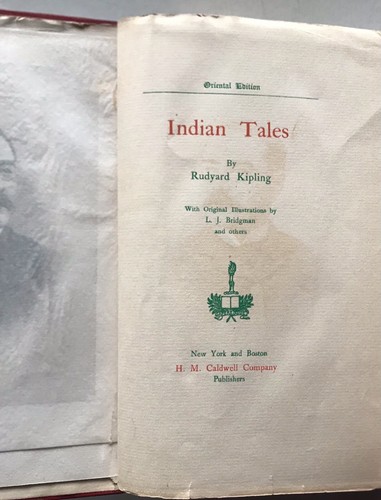 Oriental Edition
Indian Tales
By
Rudyard Kipling
With Original Illustrations by
L. J. Bridgman
and others
New York and Boston
H. M. Caldwell Company
Publishers